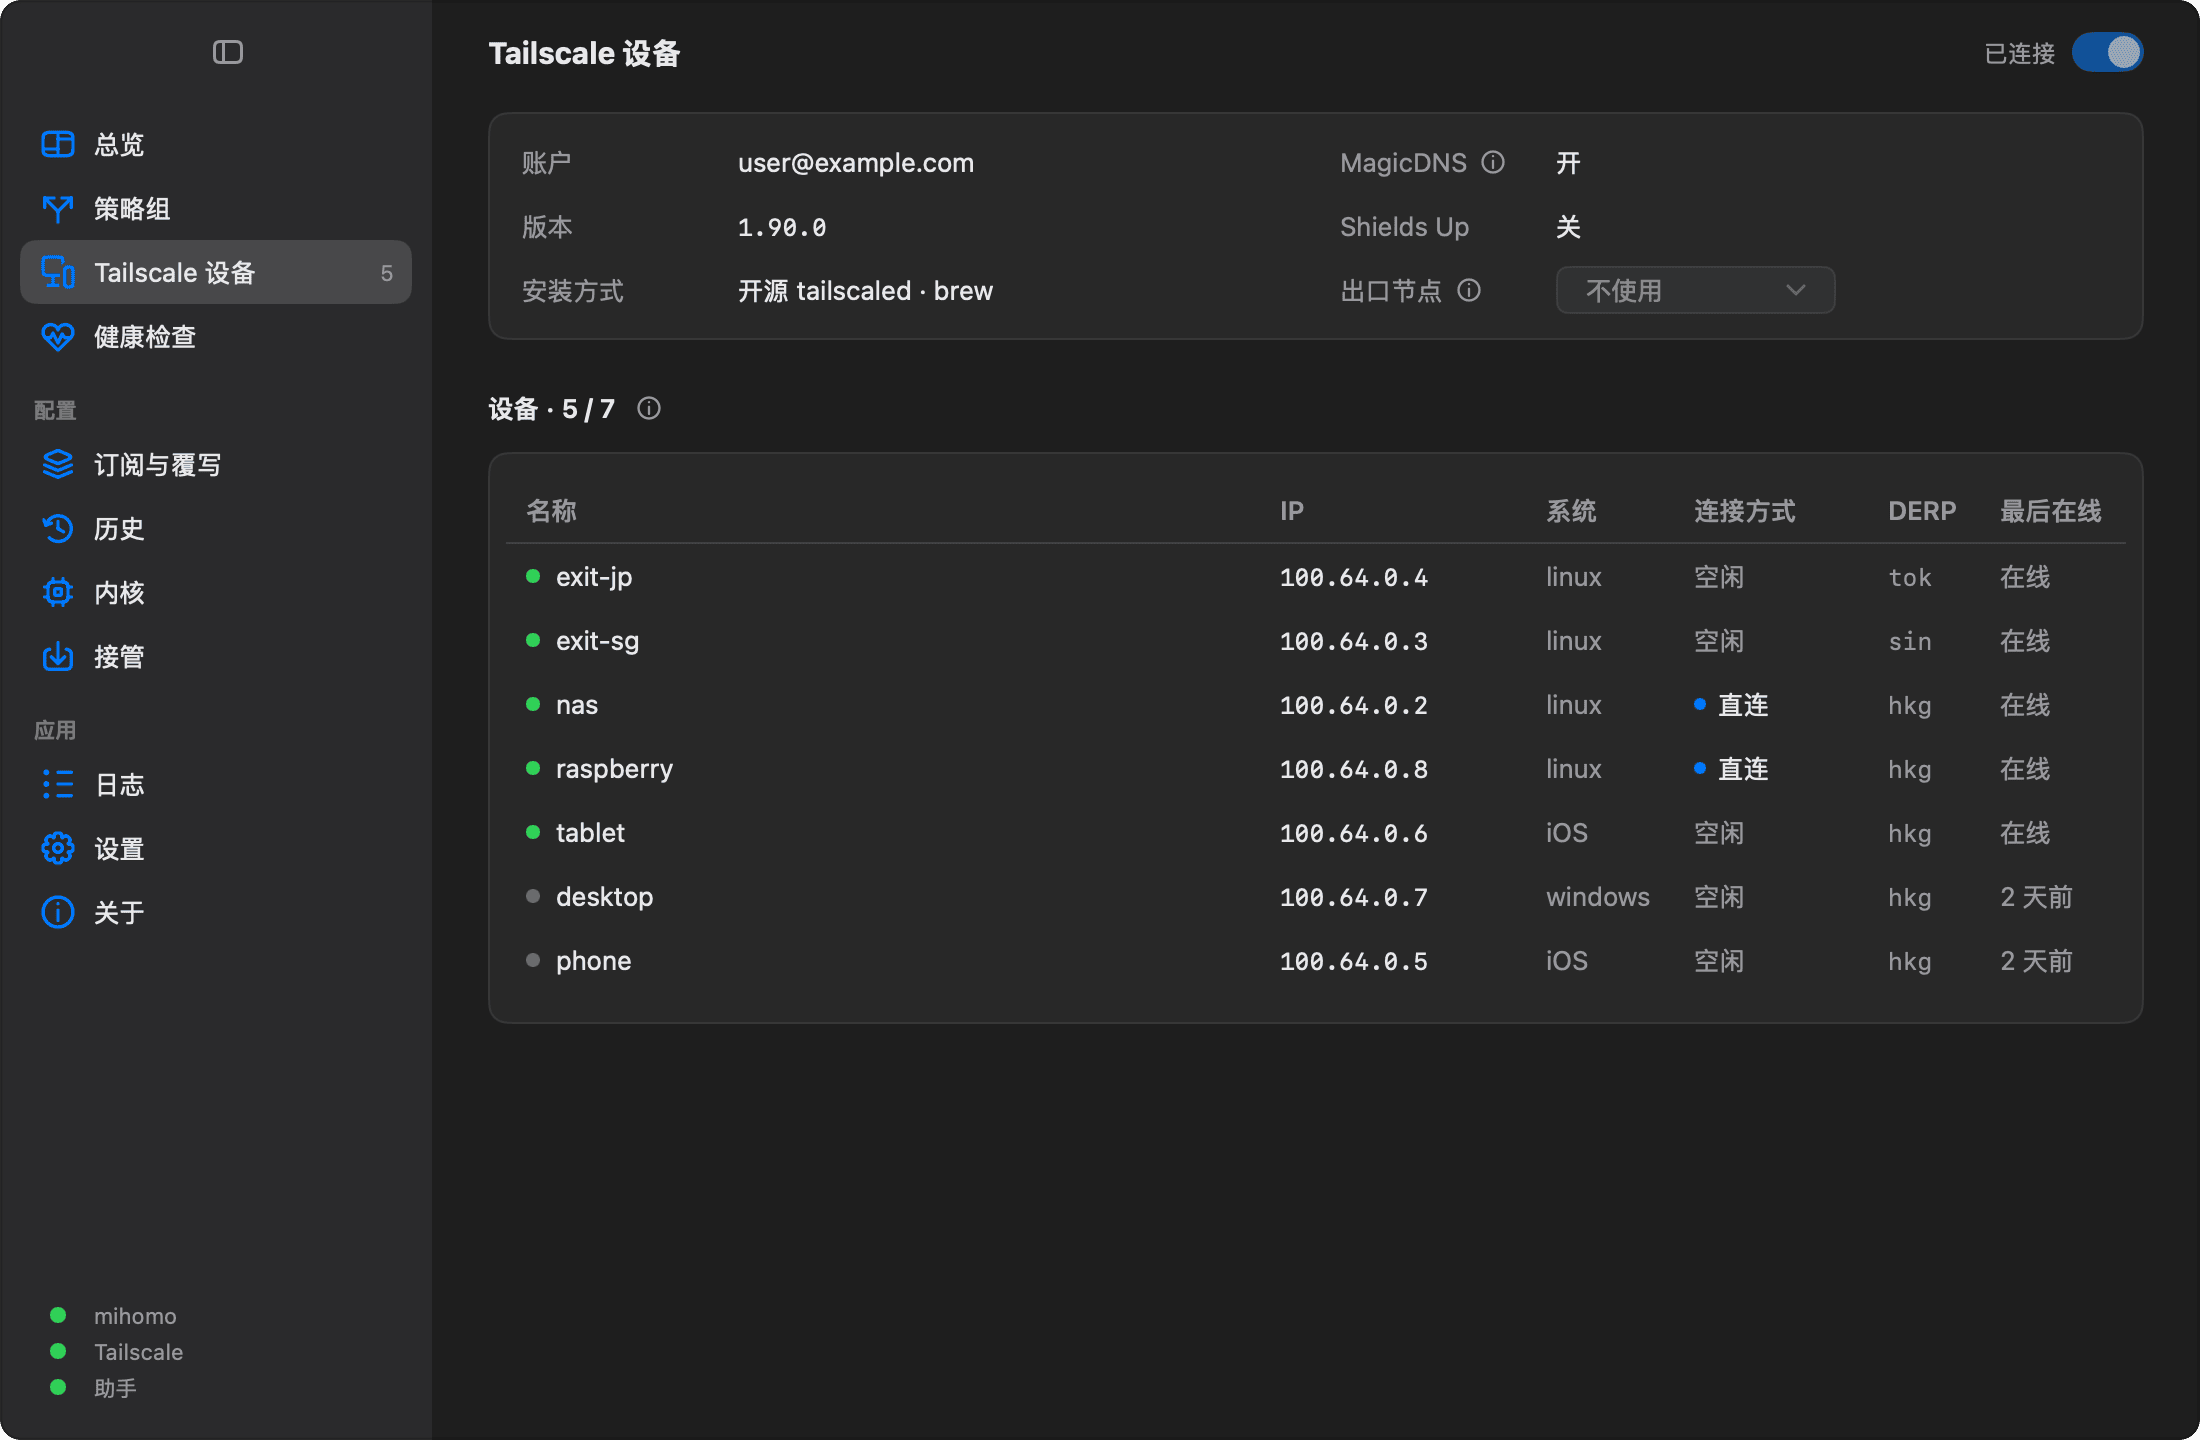 总览
策略组
Tailscale 设备 5
健康检查
配置
订阅与覆写
历史
内核
接管
应用
日志
设置
关于
mihomo
Tailscale
助手
Tailscale 设备 已连接
账户 user@example.com MagicDNS 开
版本 1.90.0 Shields Up 关
安装方式 开源 tailscaled · brew 出口节点 不使用
设备 · 5 / 7
名称 IP 系统 连接方式 DERP 最后在线
exit-jp 100.64.0.4 linux 空闲 tok 在线
exit-sg 100.64.0.3 linux 空闲 sin 在线
nas 100.64.0.2 linux 直连 hkg 在线
raspberry 100.64.0.8 linux 直连 hkg 在线
tablet 100.64.0.6 iOS 空闲 hkg 在线
desktop 100.64.0.7 windows 空闲 hkg 2 天前
phone 100.64.0.5 iOS 空闲 hkg 2 天前